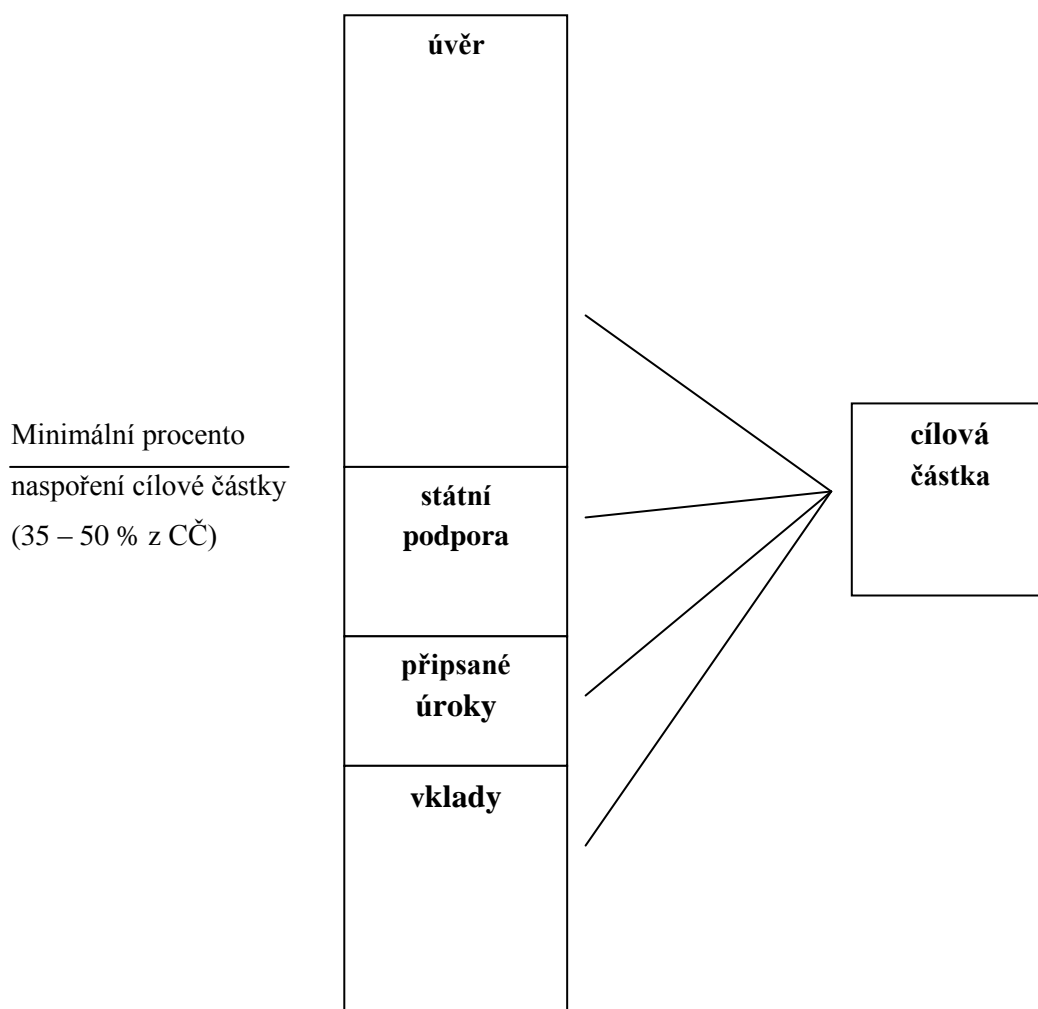 úvěr
Minimální procento
naspoření cílové částky
(35 – 50 % z CČ)
státní
podpora
připsané
úroky
vklady
cílová
částka